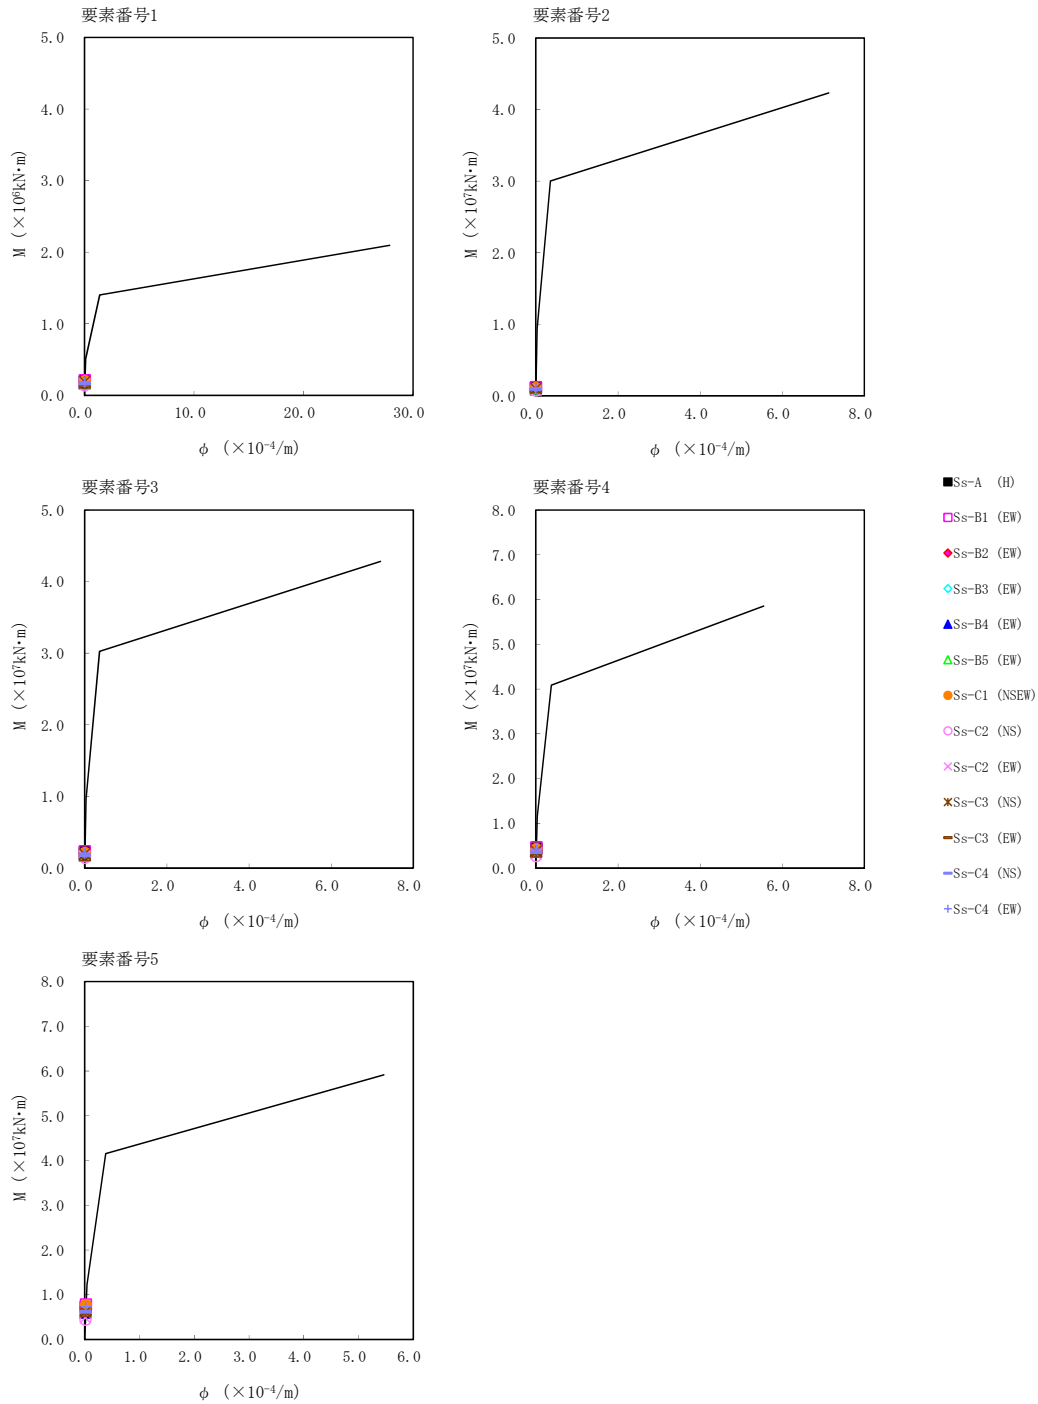 要素番号1
5.0
4.0
3.0
2.0
1.0
0.0
M (×10⁶kN・m)
0.0 10.0 20.0 30.0
φ (×10⁻⁴/m)
要素番号2
5.0
4.0
3.0
2.0
1.0
0.0
M (×10⁷kN・m)
0.0 2.0 4.0 6.0 8.0
φ (×10⁻⁴/m)
要素番号3
5.0
4.0
3.0
2.0
1.0
0.0
M (×10⁷kN・m)
0.0 2.0 4.0 6.0 8.0
φ (×10⁻⁴/m)
要素番号4
8.0
7.0
6.0
5.0
4.0
3.0
2.0
1.0
0.0
M (×10⁷kN・m)
0.0 2.0 4.0 6.0 8.0
φ (×10⁻⁴/m)
Ss-A (H)
Ss-B1 (EW)
Ss-B2 (EW)
Ss-B3 (EW)
Ss-B4 (EW)
Ss-B5 (EW)
Ss-C1 (NSEW)
Ss-C2 (NS)
Ss-C2 (EW)
Ss-C3 (NS)
Ss-C3 (EW)
Ss-C4 (NS)
Ss-C4 (EW)
要素番号5
8.0
7.0
6.0
5.0
4.0
3.0
2.0
1.0
0.0
M (×10⁷kN・m)
0.0 1.0 2.0 3.0 4.0 5.0 6.0
φ (×10⁻⁴/m)